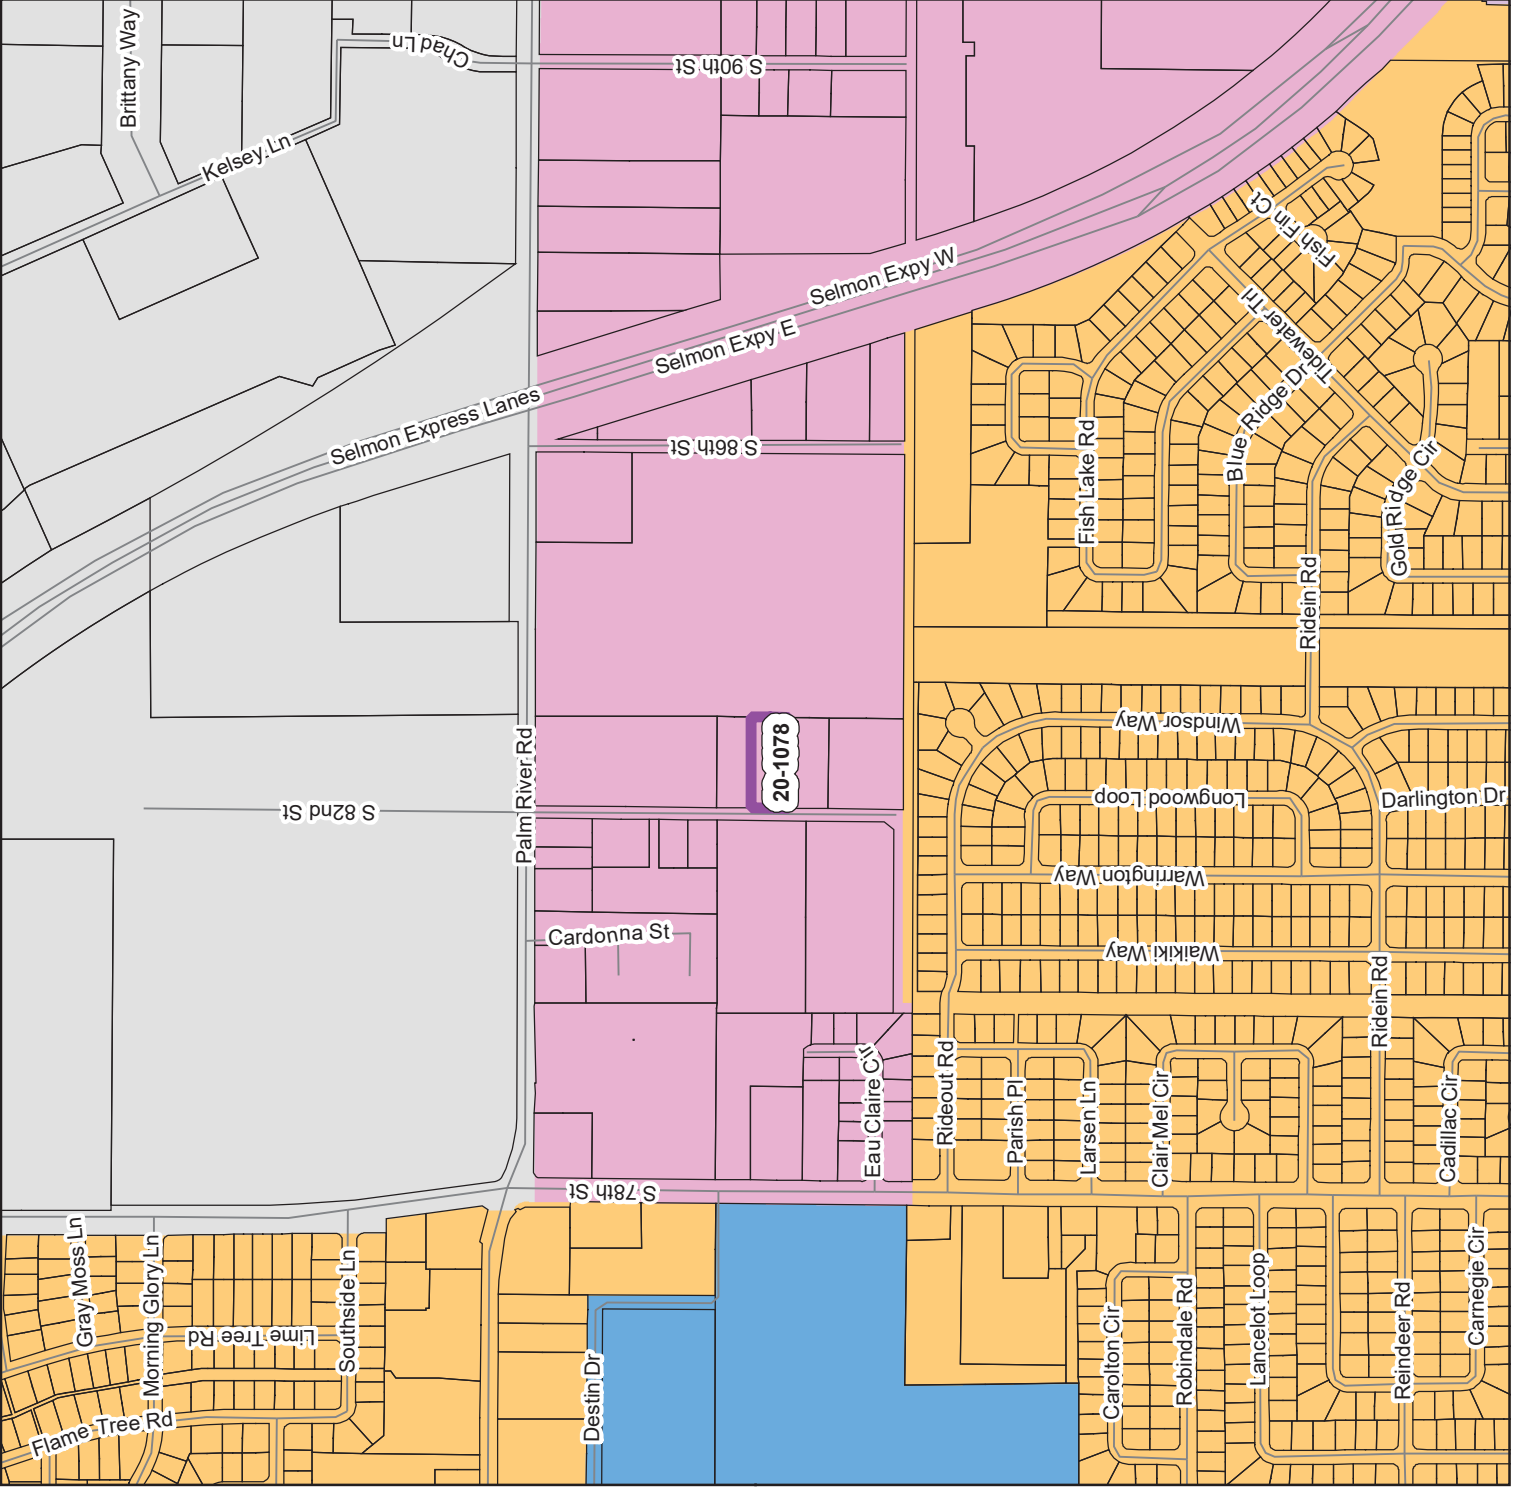 Brittany Way
Chad Ln
Kelsey Ln
S 90th St
Selmon Expy W
Selmon Expy E
Selmon Express Lanes
S 86th St
Fish Fin Ct
Tidewater Trl
Blue Ridge Dr
Fish Lake Rd
Gold Ridge Cir
Ridein Rd
Palm River Rd
S 82nd St
20-1078
Windsor Way
Longwood Loop
Darlington Dr
Warrington Way
Waikiki Way
Cardonna St
Ridein Rd
Eau Claire Cir
Rideout Rd
Parish Pl
Larsen Ln
Clair Mel Cir
Cadillac Cir
S 78th St
Gray Moss Ln
Morning Glory Ln
Lime Tree Rd
Southside Ln
Flame Tree Rd
Destin Dr
Carolton Cir
Robindale Rd
Lancelot Loop
Reindeer Rd
Carnegie Cir